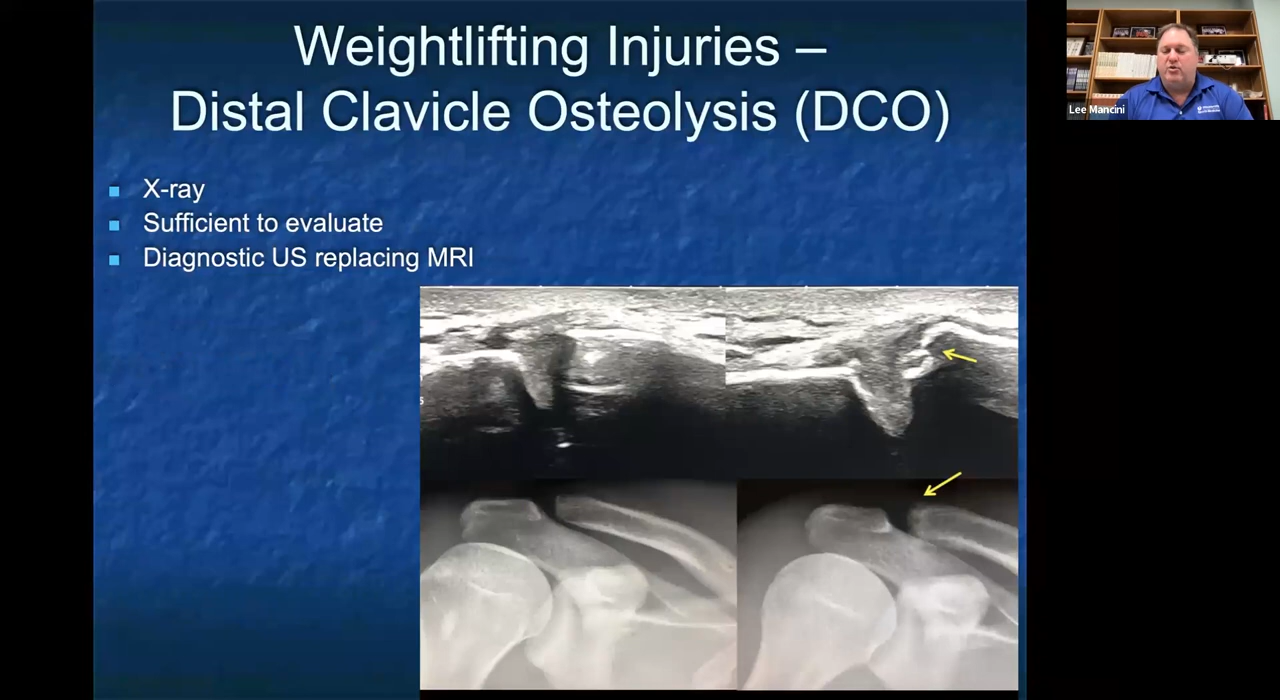 Weightlifting Injuries –
Distal Clavicle Osteolysis (DCO)
X-ray
Sufficient to evaluate
Diagnostic US replacing MRI
Lee Mancini